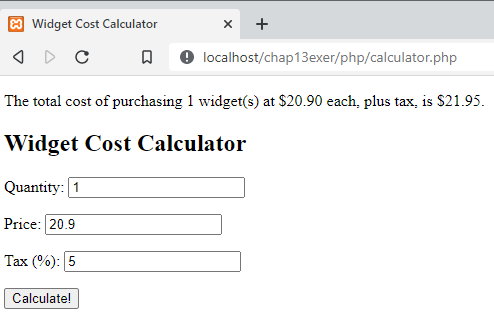 Widget Cost Calculator
localhost/chap13exer/php/calculator.php
The total cost of purchasing 1 widget(s) at $20.90 each, plus tax, is $21.95.
Widget Cost Calculator
Quantity: 1
Price: 20.9
Tax (%): 5
Calculate!